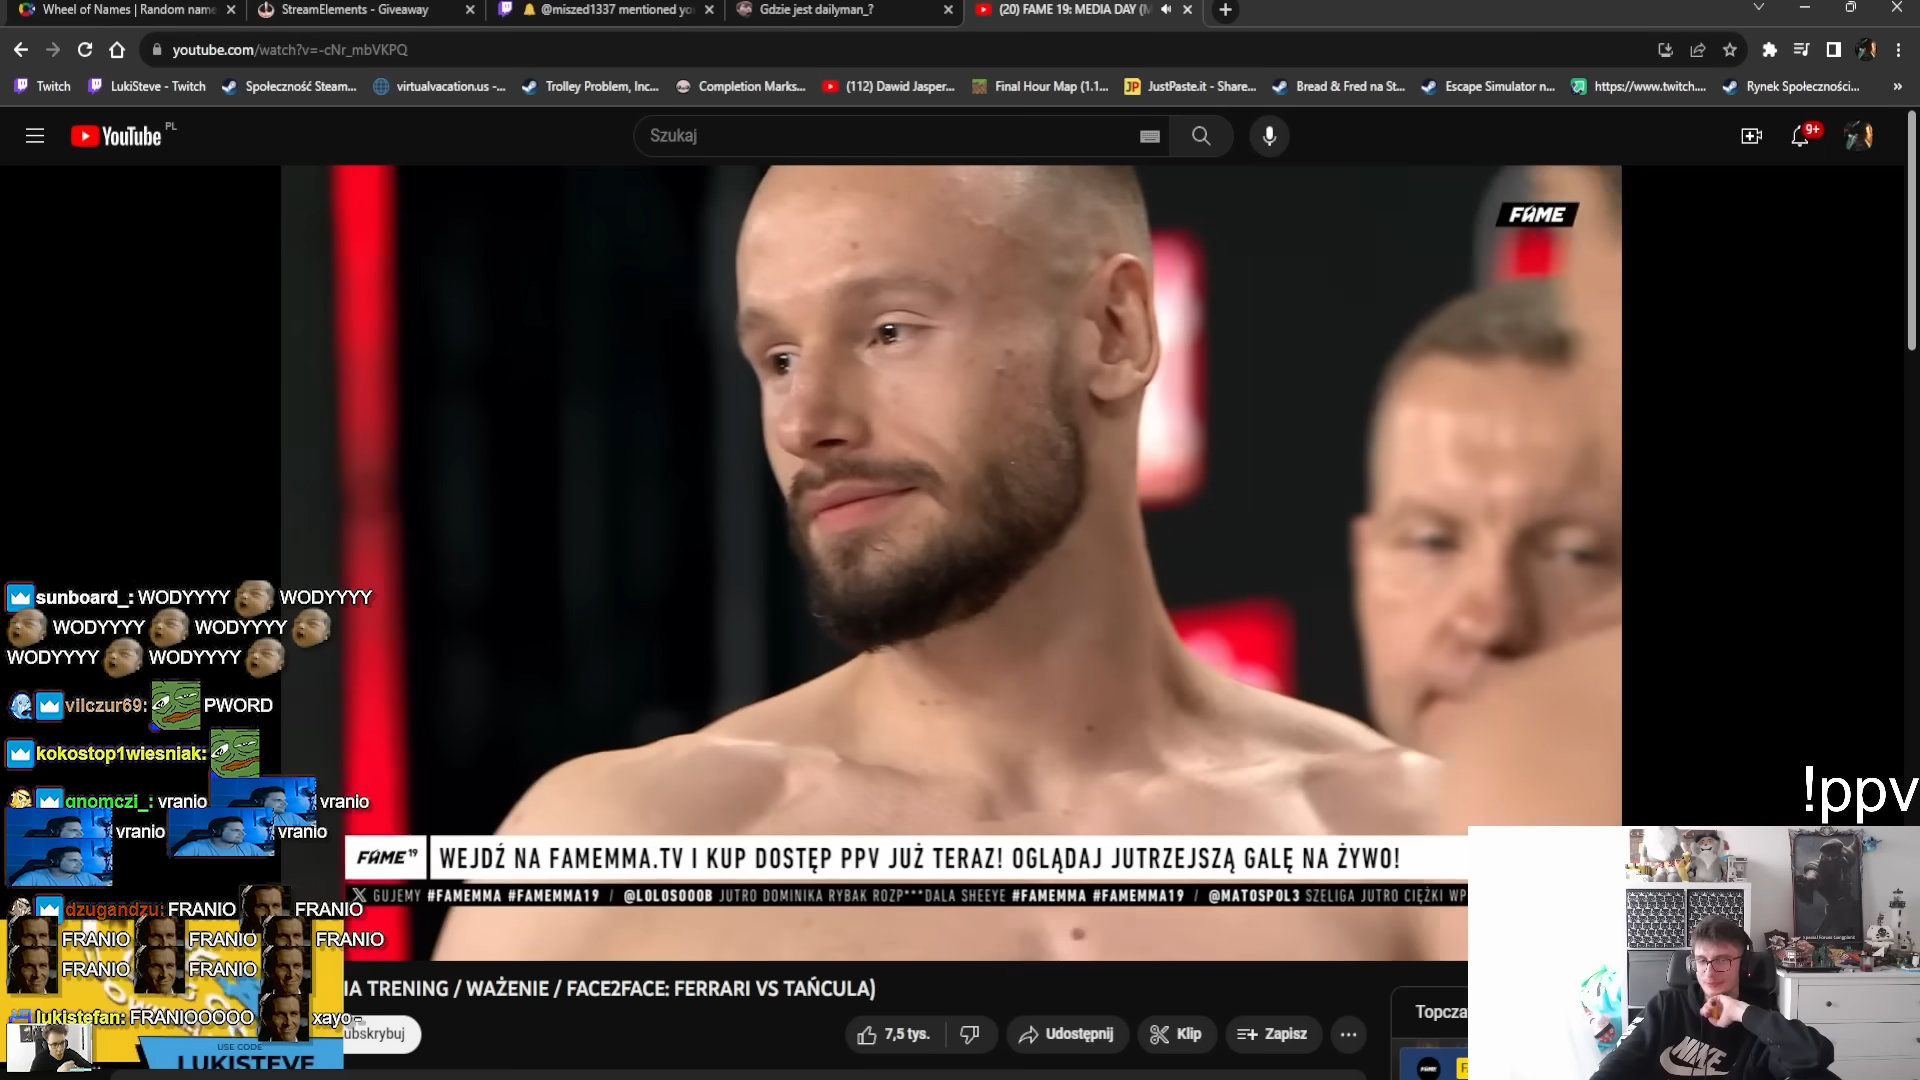 Wheel of Names | Random name
StreamElements - Giveaway
@miszed1337 mentioned yo
Gdzie jest dailyman_?
(20) FAME 19: MEDIA DAY (
youtube.com/watch?v=-cNr_mbVKPQ
Twitch
LukiSteve - Twitch
Społeczność Steam...
virtualvacation.us -...
Trolley Problem, Inc...
Completion Marks...
(112) Dawid Jasper...
Final Hour Map (1.1...
JustPaste.it - Share...
Bread & Fred na St...
Escape Simulator n...
https://www.twitch....
Rynek Społeczności...
»
YouTube PL
Szukaj
9+
FAME
sunboard_: WODYYYY WODYYYY
WODYYYY WODYYYY
WODYYYY WODYYYY
vilczur69: PWORD
kokostop1wiesniak:
gnomczi_: vranio vranio
vranio vranio
dzugandzu: FRANIO FRANIO
FRANIO FRANIO FRANIO
FRANIO FRANIO
lukistefan: FRANIOOOOO xayo-
USE CODE
LUKISTEVE
!ppv
FAME 19 WEJDŹ NA FAMEMMA.TV I KUP DOSTĘP PPV JUŻ TERAZ! OGLĄDAJ JUTRZEJSZĄ GALĘ NA ŻYWO!
GUJEMY #FAMEMMA #FAMEMMA19 / @LOLOSOOOB JUTRO DOMINIKA RYBAK ROZP***DALA SHEEYE #FAMEMMA #FAMEMMA19 / @MATOSPOL3 SZELIGA JUTRO CIĘŻKI WP
IA TRENING / WAŻENIE / FACE2FACE: FERRARI VS TAŃCULA)
ubskrybuj
7,5 tys.
Udostępnij
Klip
Zapisz
Topcza
FAME
NIKE